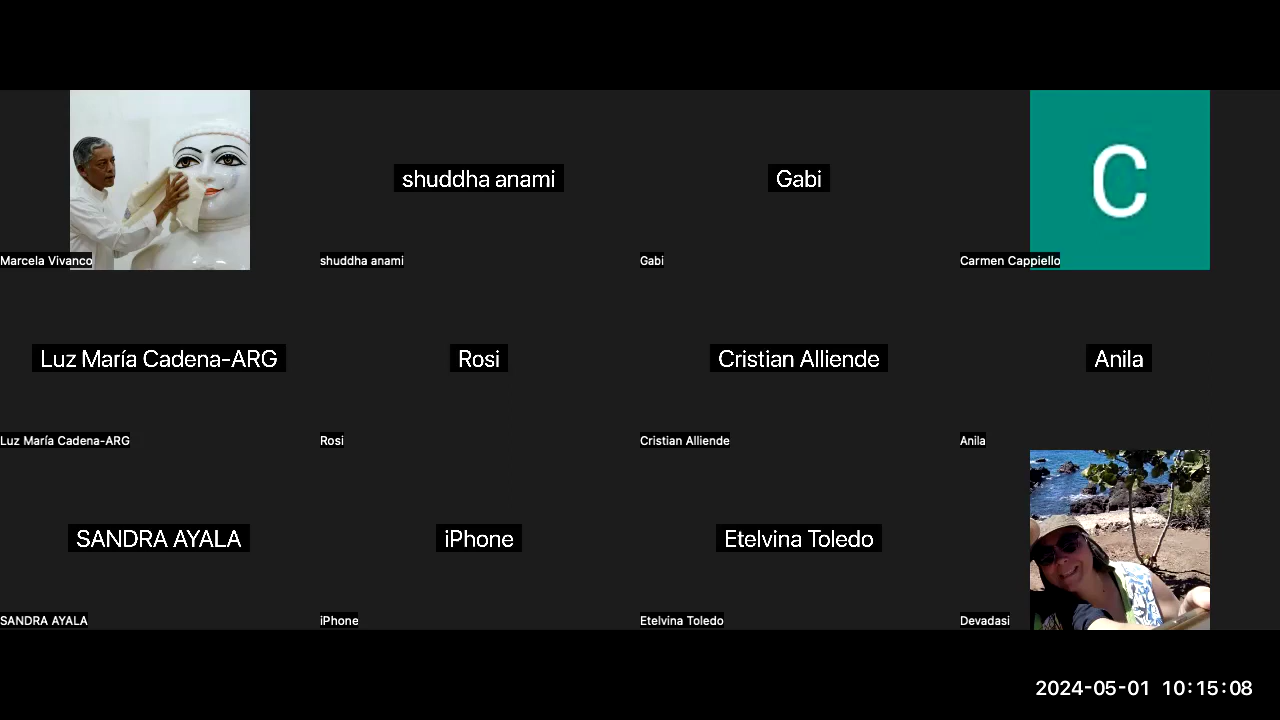 shuddha anami
Gabi
C
Marcela Vivanco
shuddha anami
Gabi
Carmen Cappiello
Luz María Cadena-ARG
Rosi
Cristian Alliende
Anila
Luz María Cadena-ARG
Rosi
Cristian Alliende
Anila
SANDRA AYALA
iPhone
Etelvina Toledo
SANDRA AYALA
iPhone
Etelvina Toledo
Devadasi
2024-05-01 10:15:08